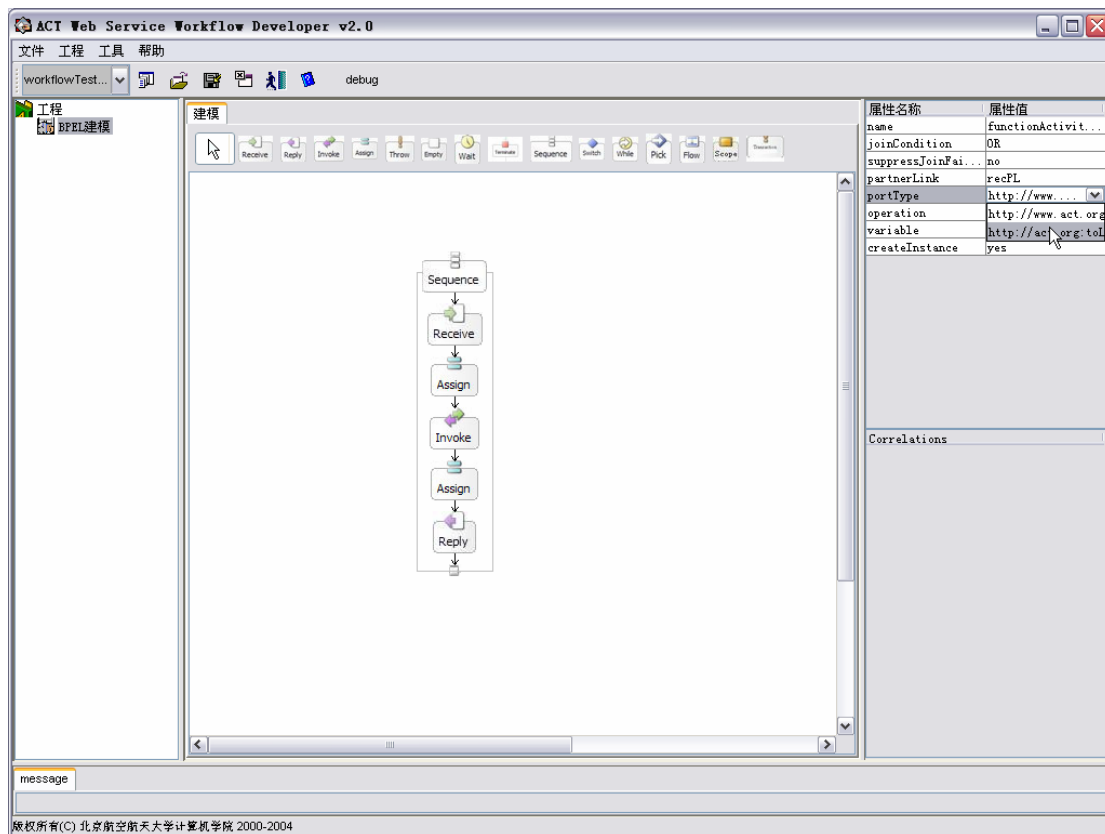 ACT Web Service Workflow Developer v2.0
文件 工程 工具 帮助
workflowTest... debug
工程
BPEL建模
建模
Receive Reply Invoke Assign Throw Empty Wait Terminate Sequence Switch While Pick Flow Scope
Sequence
Receive
Assign
Invoke
Assign
Reply
属性名称 属性值
name functionActivit...
joinCondition OR
suppressJoinFai... no
partnerLink recPL
portType http://www....
operation http://www.act.org
variable http://act.org:toL
createInstance yes
Correlations
message
版权所有(C) 北京航空航天大学计算机学院 2000-2004